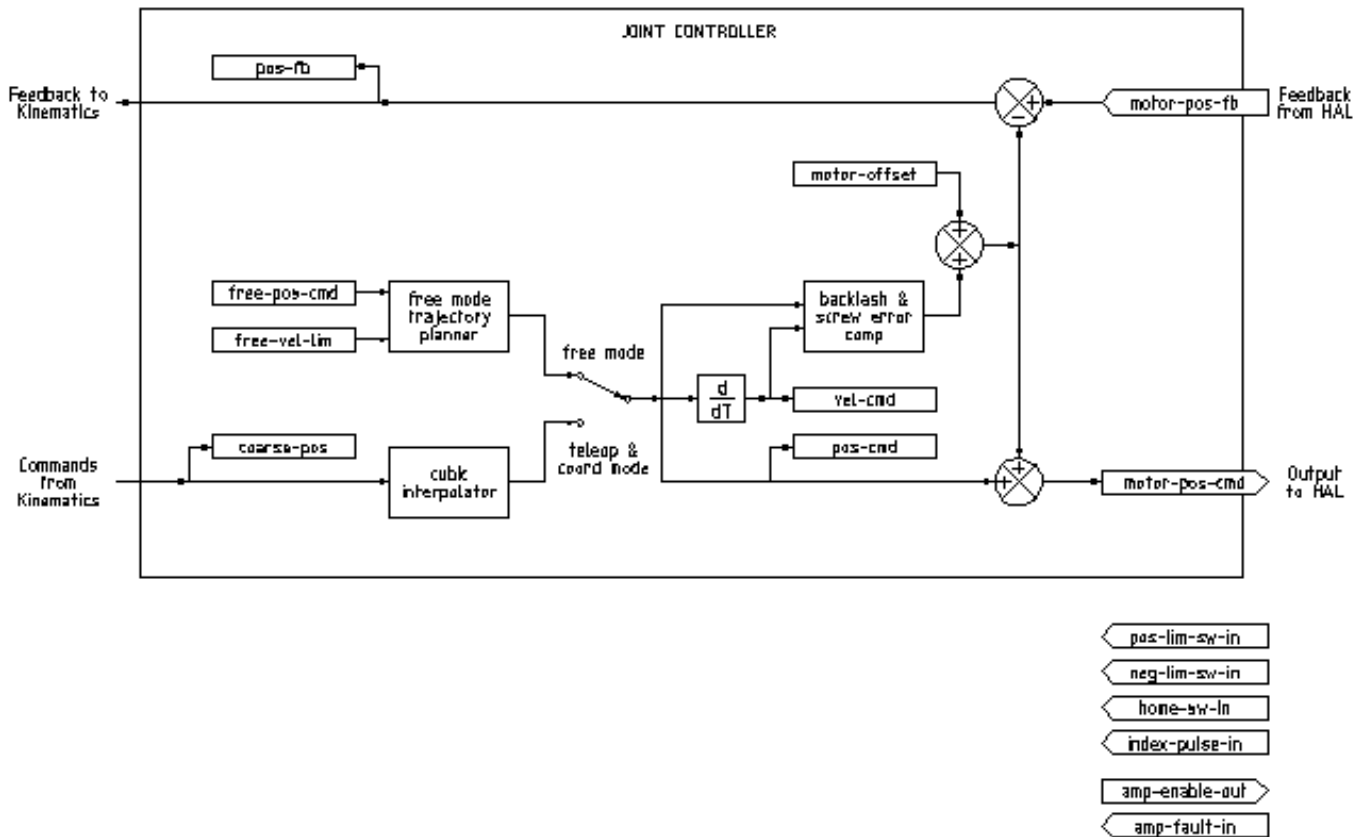 JOINT CONTROLLER
pos-fb
Feedback to
Kinematics
motor-pos-fb
Feedback
from HAL
+
-
motor-offset
+
+
free-pos-cmd
free-vel-lim
free mode
trajectory
planner
free mode
backlash &
screw error
comp
d
dT
vel-cmd
pos-cmd
teleop &
coord mode
coarse-pos
cubic
interpolator
Commands
from
Kinematics
+
+
motor-pos-cmd
Output
to HAL
pos-lim-sw-in
neg-lim-sw-in
home-sw-in
index-pulse-in
amp-enable-out
amp-fault-in